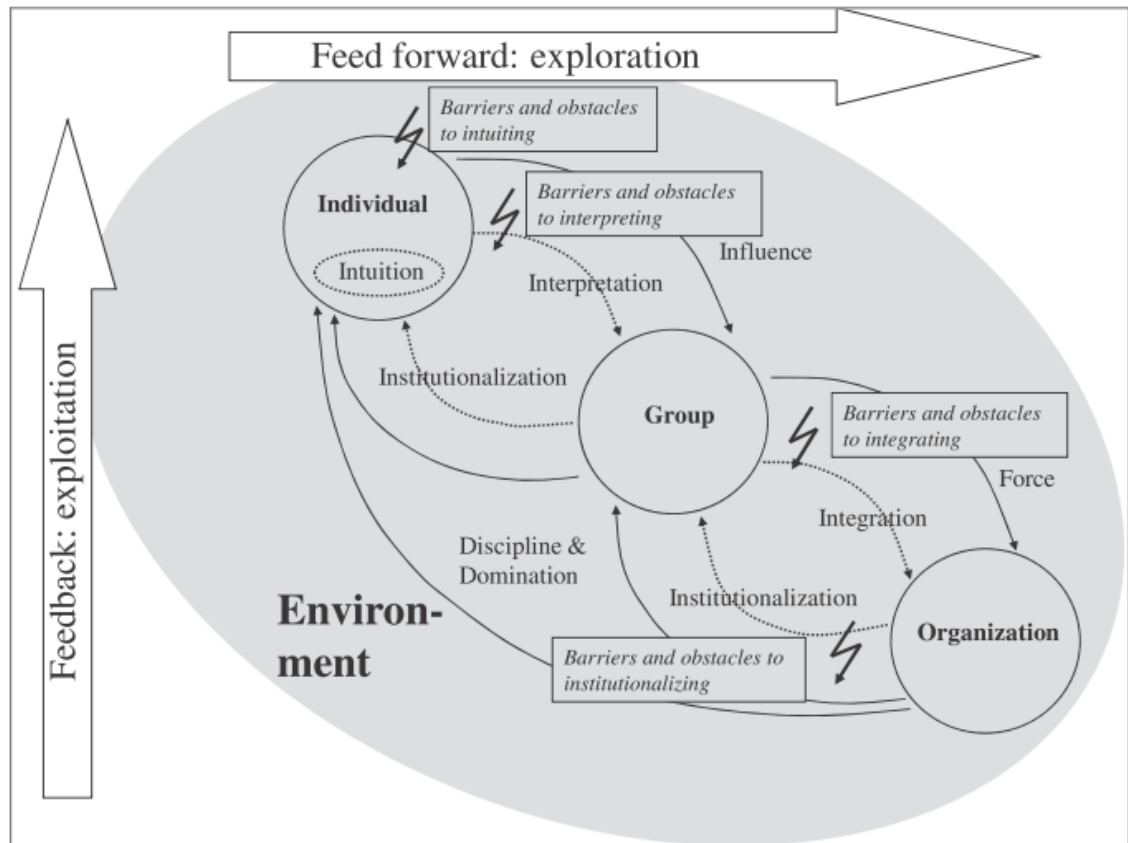 Feed forward: exploration
Feedback: exploitation
Barriers and obstacles
to intuiting
Individual
Intuition
Barriers and obstacles
to interpreting
Influence
Interpretation
Institutionalization
Group
Barriers and obstacles
to integrating
Force
Integration
Discipline &
Domination
Institutionalization
Environ-
ment
Organization
Barriers and obstacles to
institutionalizing